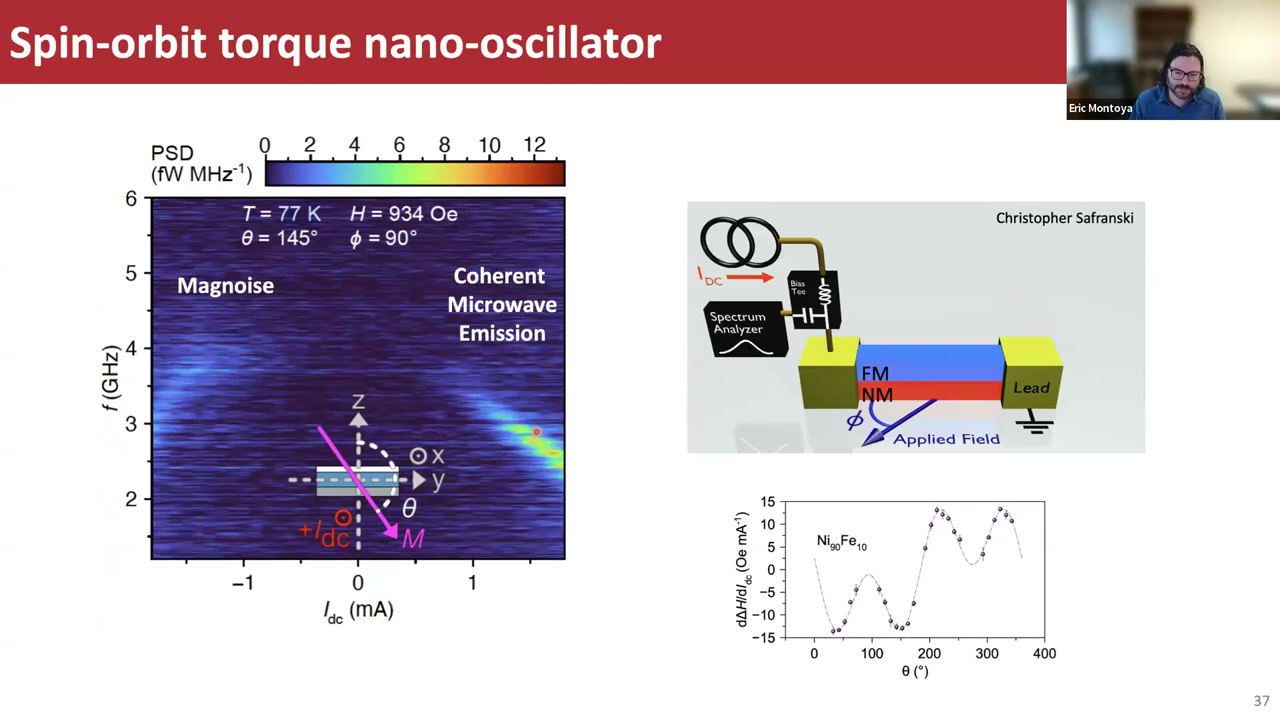 Spin-orbit torque nano-oscillator
Eric Montoya
PSD
(fW MHz⁻¹)
0 2 4 6 8 10 12
T = 77 K H = 934 Oe
θ = 145° ϕ = 90°
Magnoise
Coherent
Microwave
Emission
6
5
4
3
2
f (GHz)
z
x
y
θ
+I_dc
M
−1 0 1
I_dc (mA)
Christopher Safranski
I_DC
Bias
Tee
Spectrum
Analyzer
FM
NM
Lead
ϕ
Applied Field
15
10
5
0
−5
−10
−15
dΔH/dI_dc (Oe mA⁻¹)
Ni₉₀Fe₁₀
0 100 200 300 400
θ (°)
37